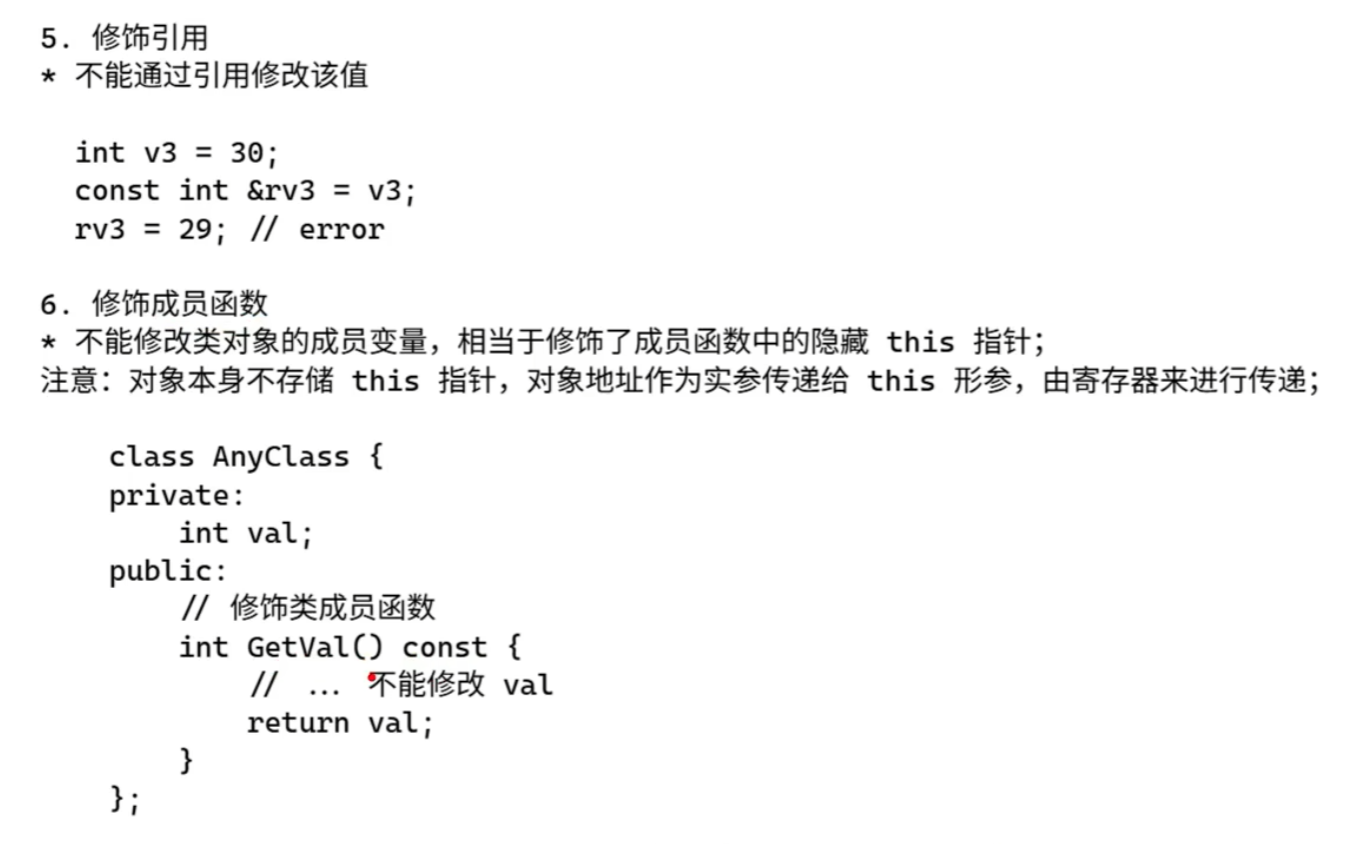 5. 修饰引用
* 不能通过引用修改该值
int v3 = 30;
const int &rv3 = v3;
rv3 = 29; // error
6. 修饰成员函数
* 不能修改类对象的成员变量，相当于修饰了成员函数中的隐藏 this 指针；
注意：对象本身不存储 this 指针，对象地址作为实参传递给 this 形参，由寄存器来进行传递；
class AnyClass {
private:
int val;
public:
// 修饰类成员函数
int GetVal() const {
// ... 不能修改 val
return val;
}
};